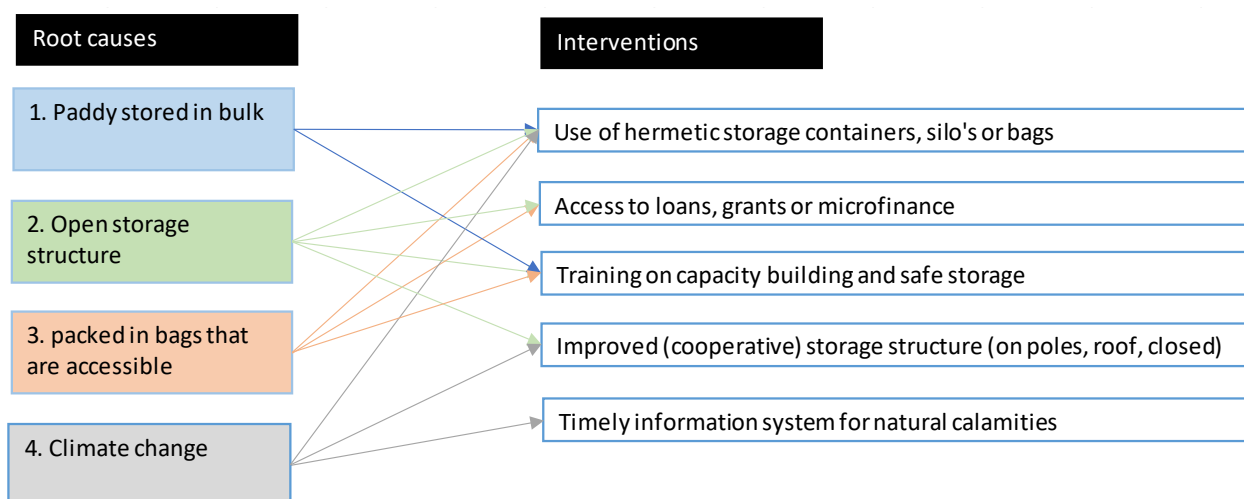 Root causes
Interventions
1. Paddy stored in bulk
2. Open storage
structure
3. packed in bags that
are accessible
4. Climate change
Use of hermetic storage containers, silo's or bags
Access to loans, grants or microfinance
Training on capacity building and safe storage
Improved (cooperative) storage structure (on poles, roof, closed)
Timely information system for natural calamities